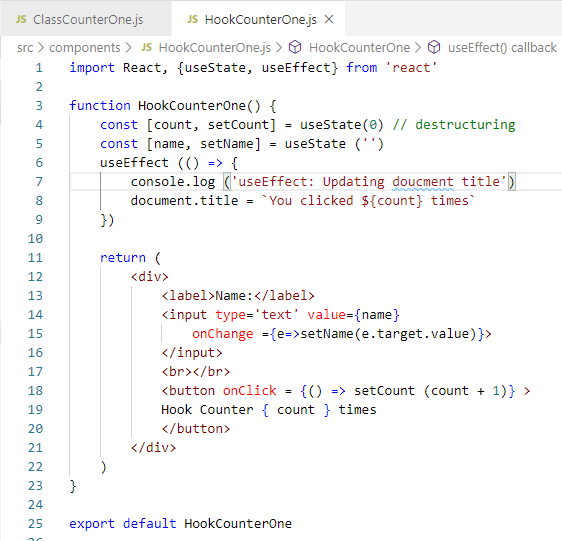 JS ClassCounterOne.js JS HookCounterOne.js ×
src > components > JS HookCounterOne.js > HookCounterOne > useEffect() callback
1 import React, {useState, useEffect} from 'react'
2
3 function HookCounterOne() {
4 const [count, setCount] = useState(0) // destructuring
5 const [name, setName] = useState ('')
6 useEffect (() => {
7 console.log ('useEffect: Updating doucment title')
8 document.title = `You clicked ${count} times`
9 })
10
11 return (
12 <div>
13 <label>Name:</label>
14 <input type='text' value={name}
15 onChange ={e=>setName(e.target.value)}>
16 </input>
17 <br></br>
18 <button onClick = {() => setCount (count + 1)} >
19 Hook Counter { count } times
20 </button>
21 </div>
22 )
23 }
24
25 export default HookCounterOne
26